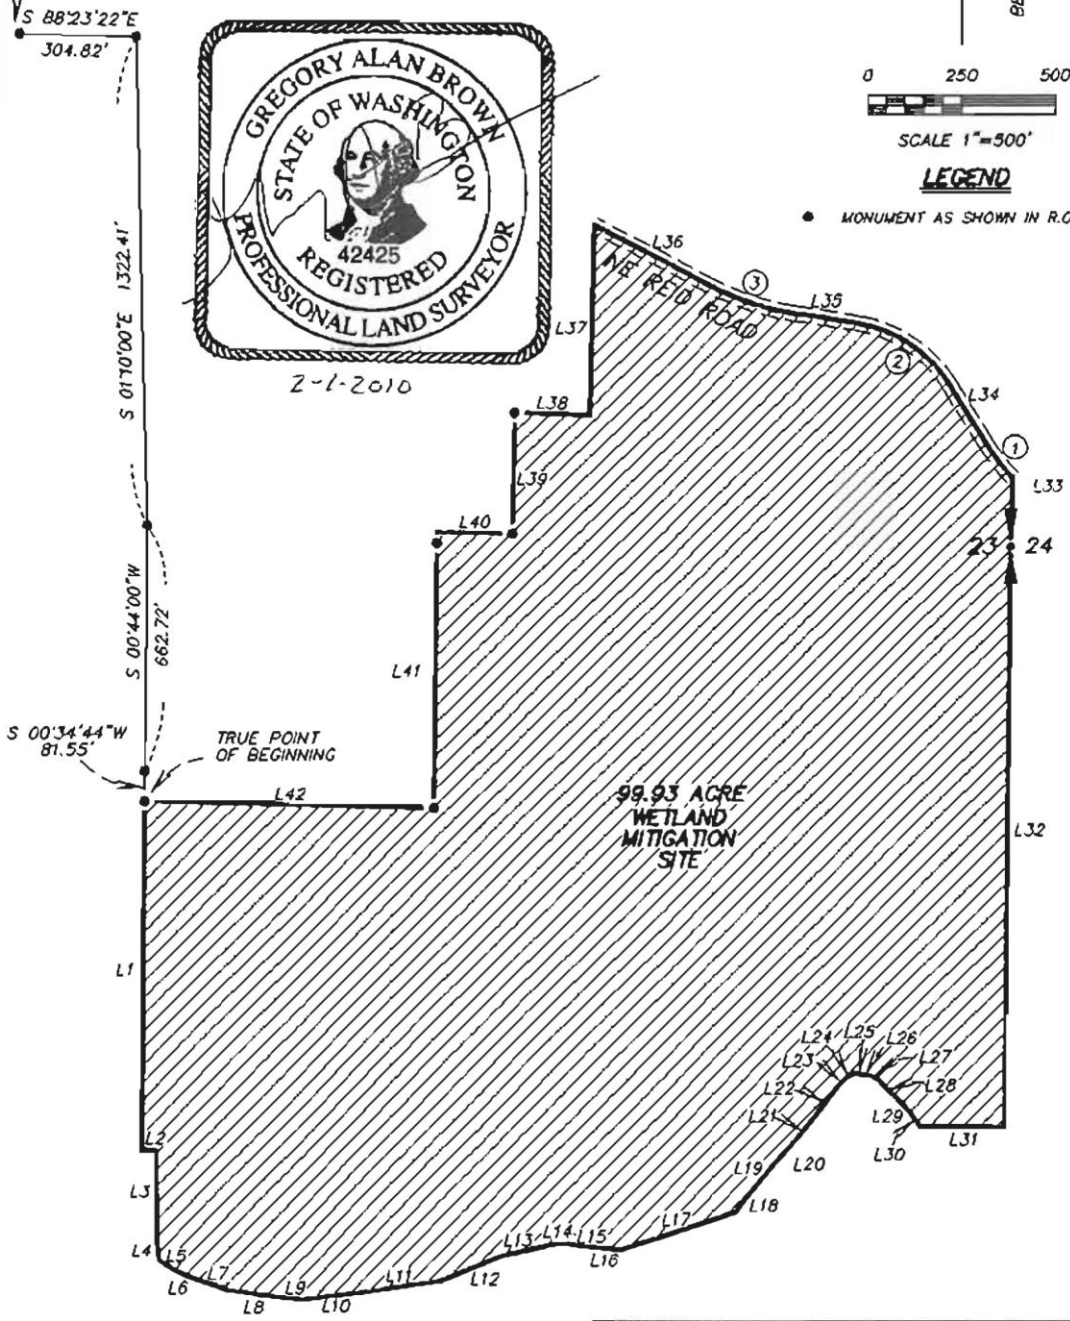 S 88°23'22"E
304.82'
GREGORY ALAN BROWN
STATE OF WASHINGTON
42425
REGISTERED
PROFESSIONAL LAND SURVEYOR
2-1-2010
0 250 500
SCALE 1"=500'
LEGEND
MONUMENT AS SHOWN IN R.O
S 01°10'00"E 1322.41'
L36
NE REID ROAD
3
L35
2
L34
1
L33
L37
L38
L39
L40
23 24
S 00°44'00"W
662.72'
L41
S 00°34'44"W
81.55'
TRUE POINT
OF BEGINNING
L42
99.93 ACRE
WETLAND
MITIGATION
SITE
L32
L1
L25
L24 L26
L23 L27
L22 L28
L21 L29
L20 L30 L31
L2
L3
L19
L18
L17
L4
L5
L6
L7
L8
L9
L10
L11
L12
L13
L14
L15
L16